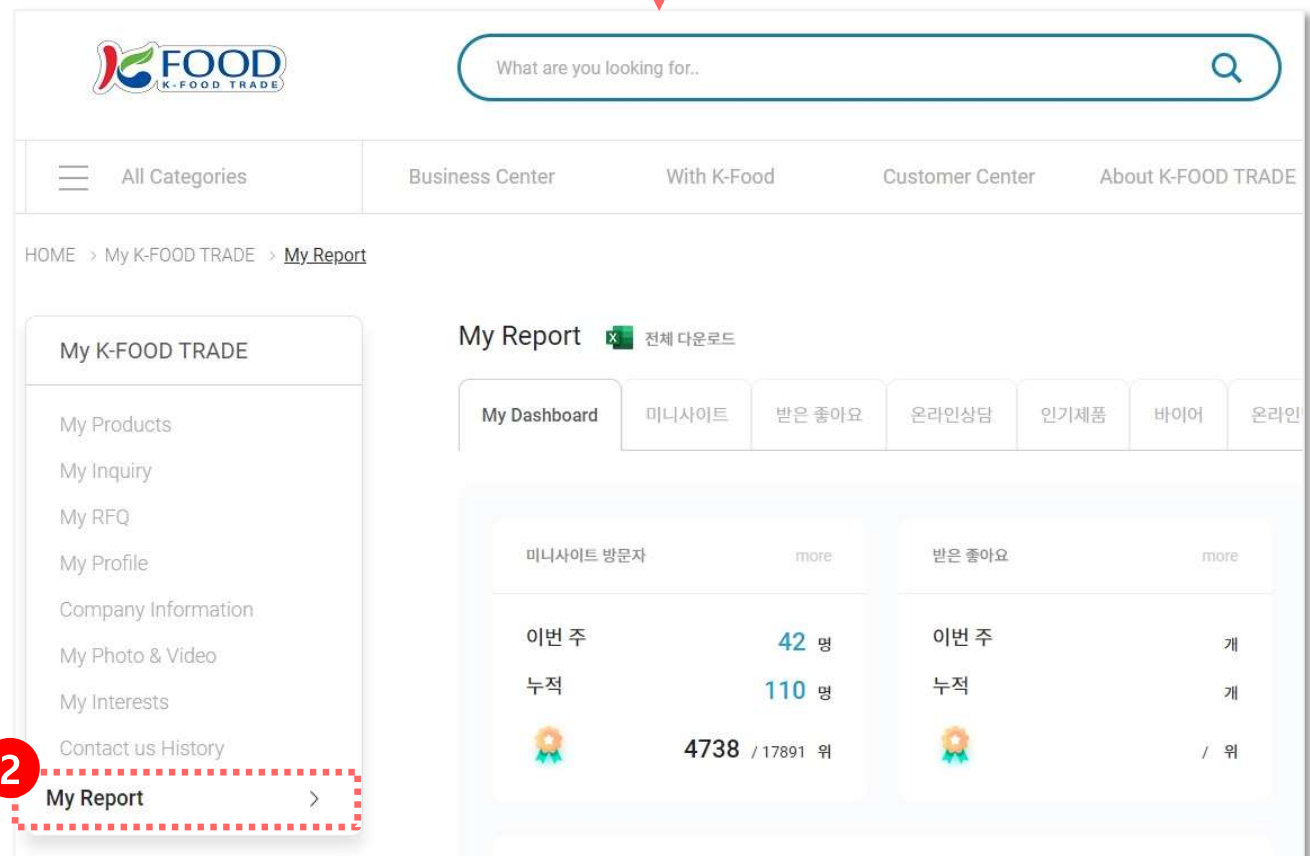 FOOD
K-FOOD TRADE
What are you looking for..
All Categories
Business Center
With K-Food
Customer Center
About K-FOOD TRADE
HOME > My K-FOOD TRADE > My Report
My K-FOOD TRADE
My Products
My Inquiry
My RFQ
My Profile
Company Information
My Photo & Video
My Interests
Contact us History
2
My Report >
My Report 전체 다운로드
My Dashboard
미니사이트
받은 좋아요
온라인상담
인기제품
바이어
온라인
미니사이트 방문자 more
이번 주 42 명
누적 110 명
4738 / 17891 위
받은 좋아요 more
이번 주 개
누적 개
/ 위